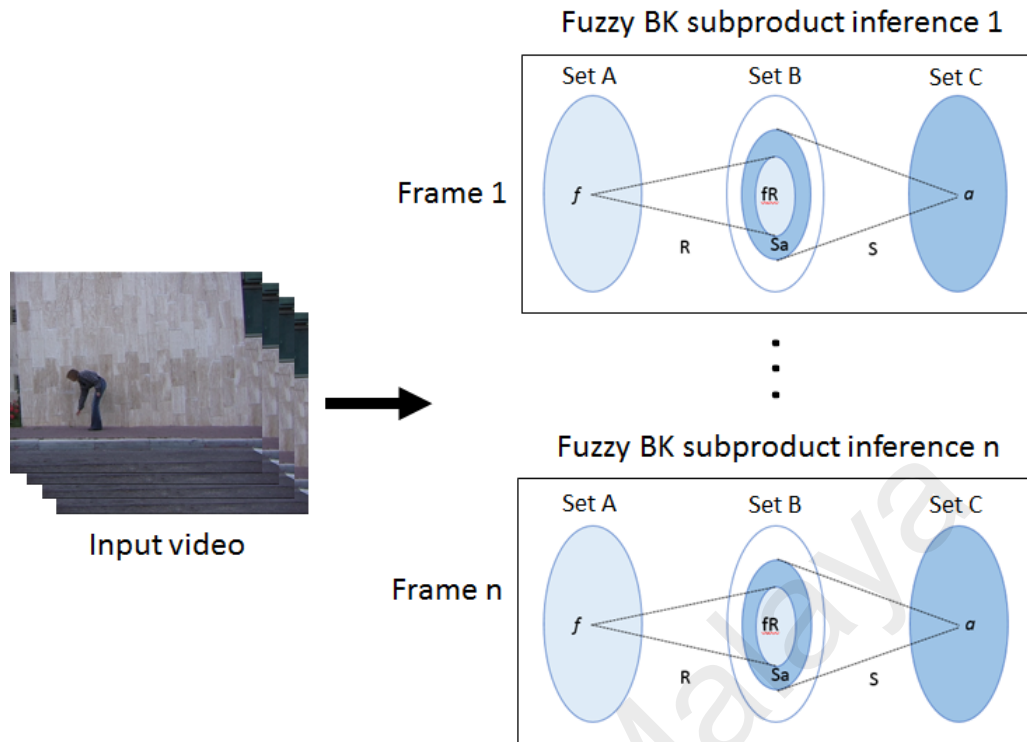 Fuzzy BK subproduct inference 1
Set A Set B Set C
Frame 1
f fR a
R Sa S
Input video
Fuzzy BK subproduct inference n
Set A Set B Set C
Frame n
f fR a
R Sa S
Malaya